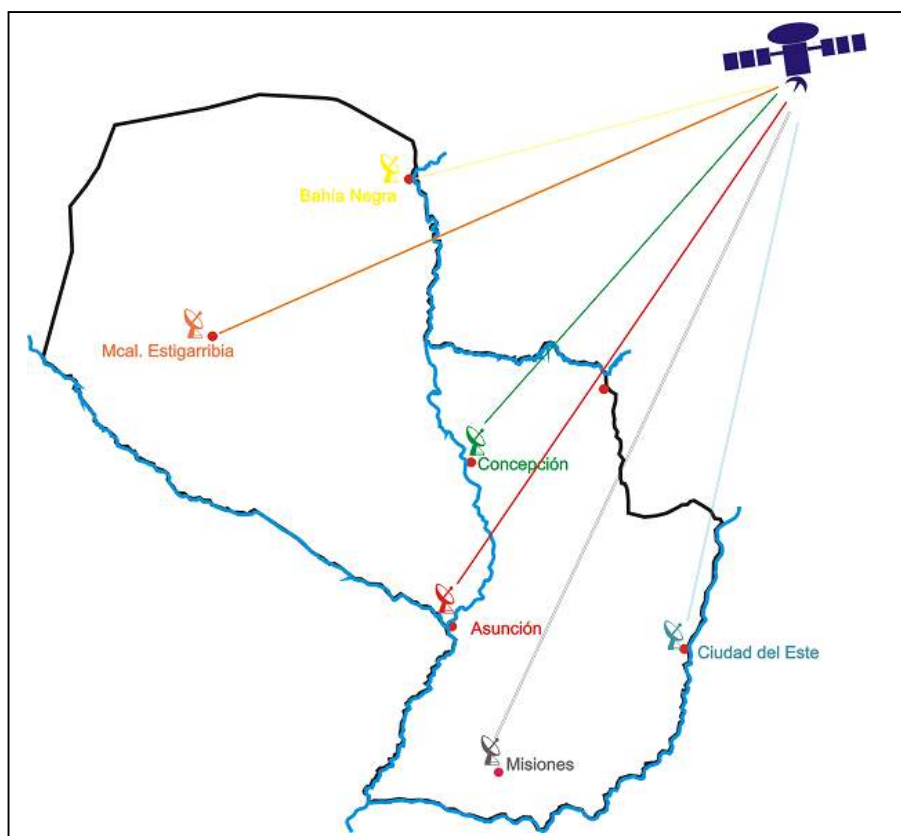 Bahía Negra
Mcal. Estigarribia
Concepción
Asunción
Ciudad del Este
Misiones